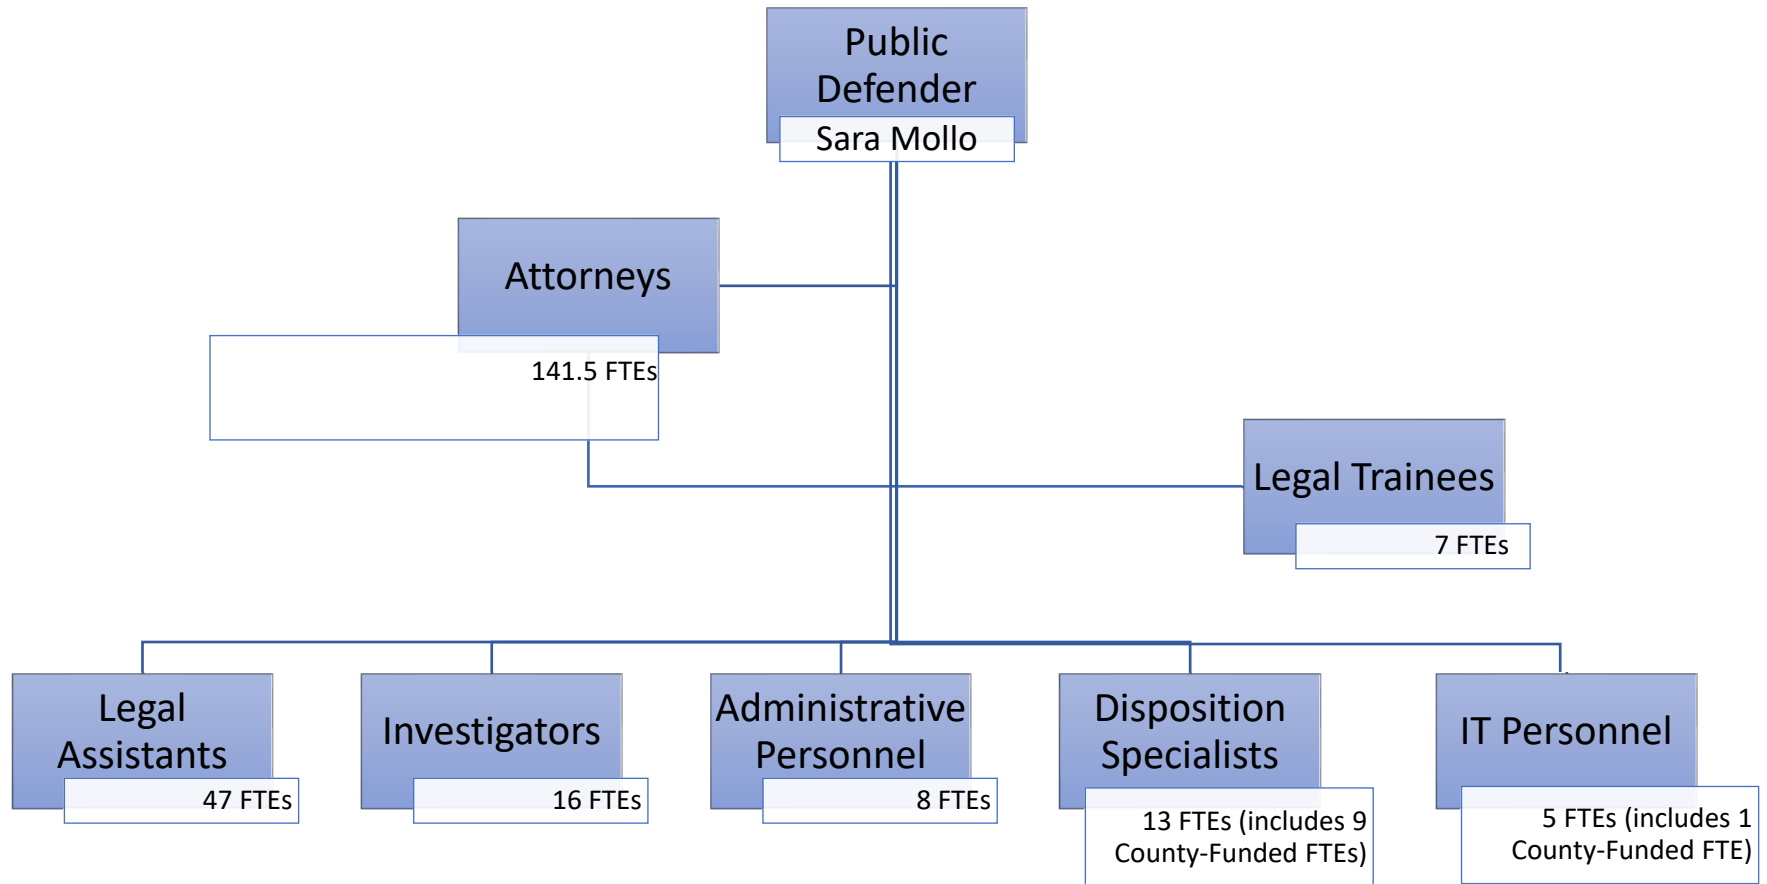 Public
Defender
Sara Mollo
Attorneys
141.5 FTEs
Legal Trainees
7 FTEs
Legal
Assistants
47 FTEs
Investigators
16 FTEs
Administrative
Personnel
8 FTEs
Disposition
Specialists
13 FTEs (includes 9
County-Funded FTEs)
IT Personnel
5 FTEs (includes 1
County-Funded FTE)